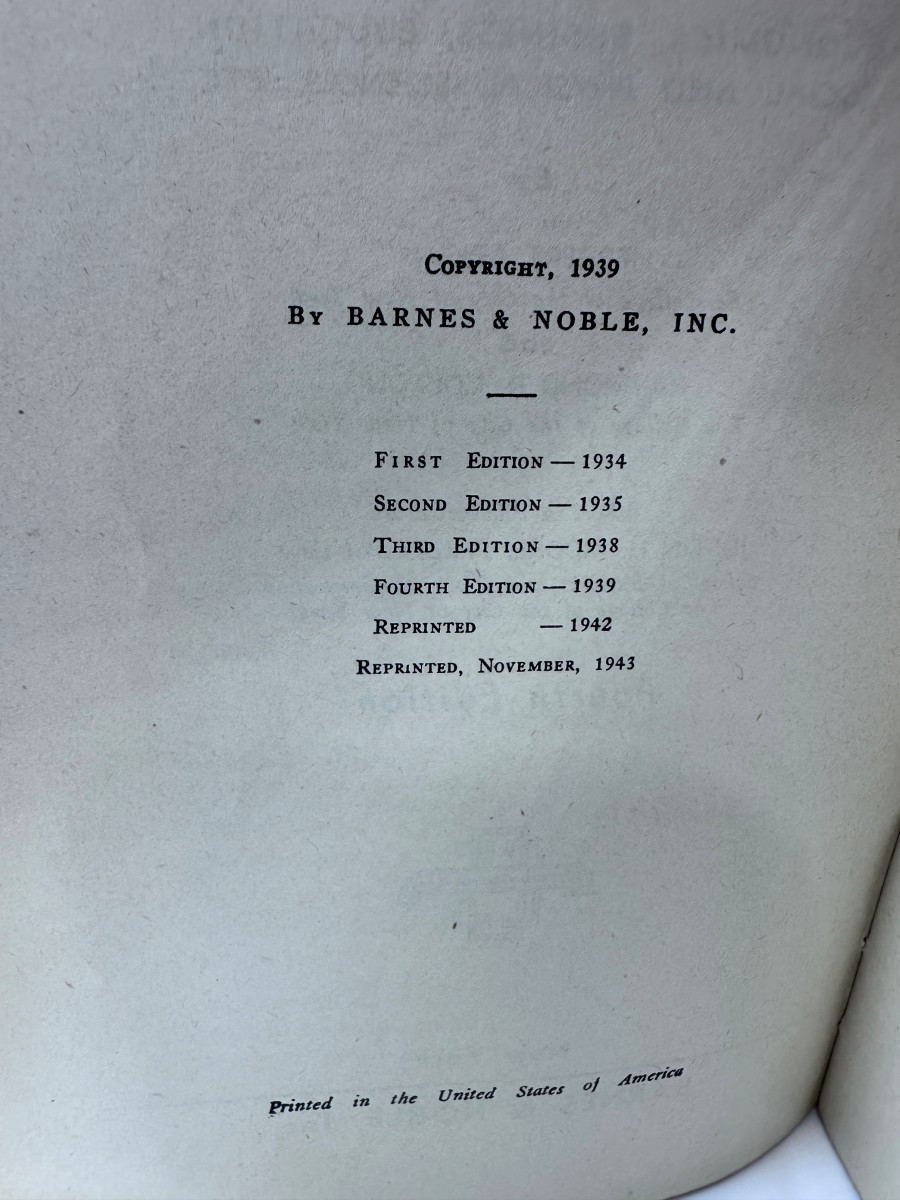 Copyright, 1939
By BARNES & NOBLE, INC.
First Edition — 1934
Second Edition — 1935
Third Edition — 1938
Fourth Edition — 1939
Reprinted — 1942
Reprinted, November, 1943
Printed in the United States of America